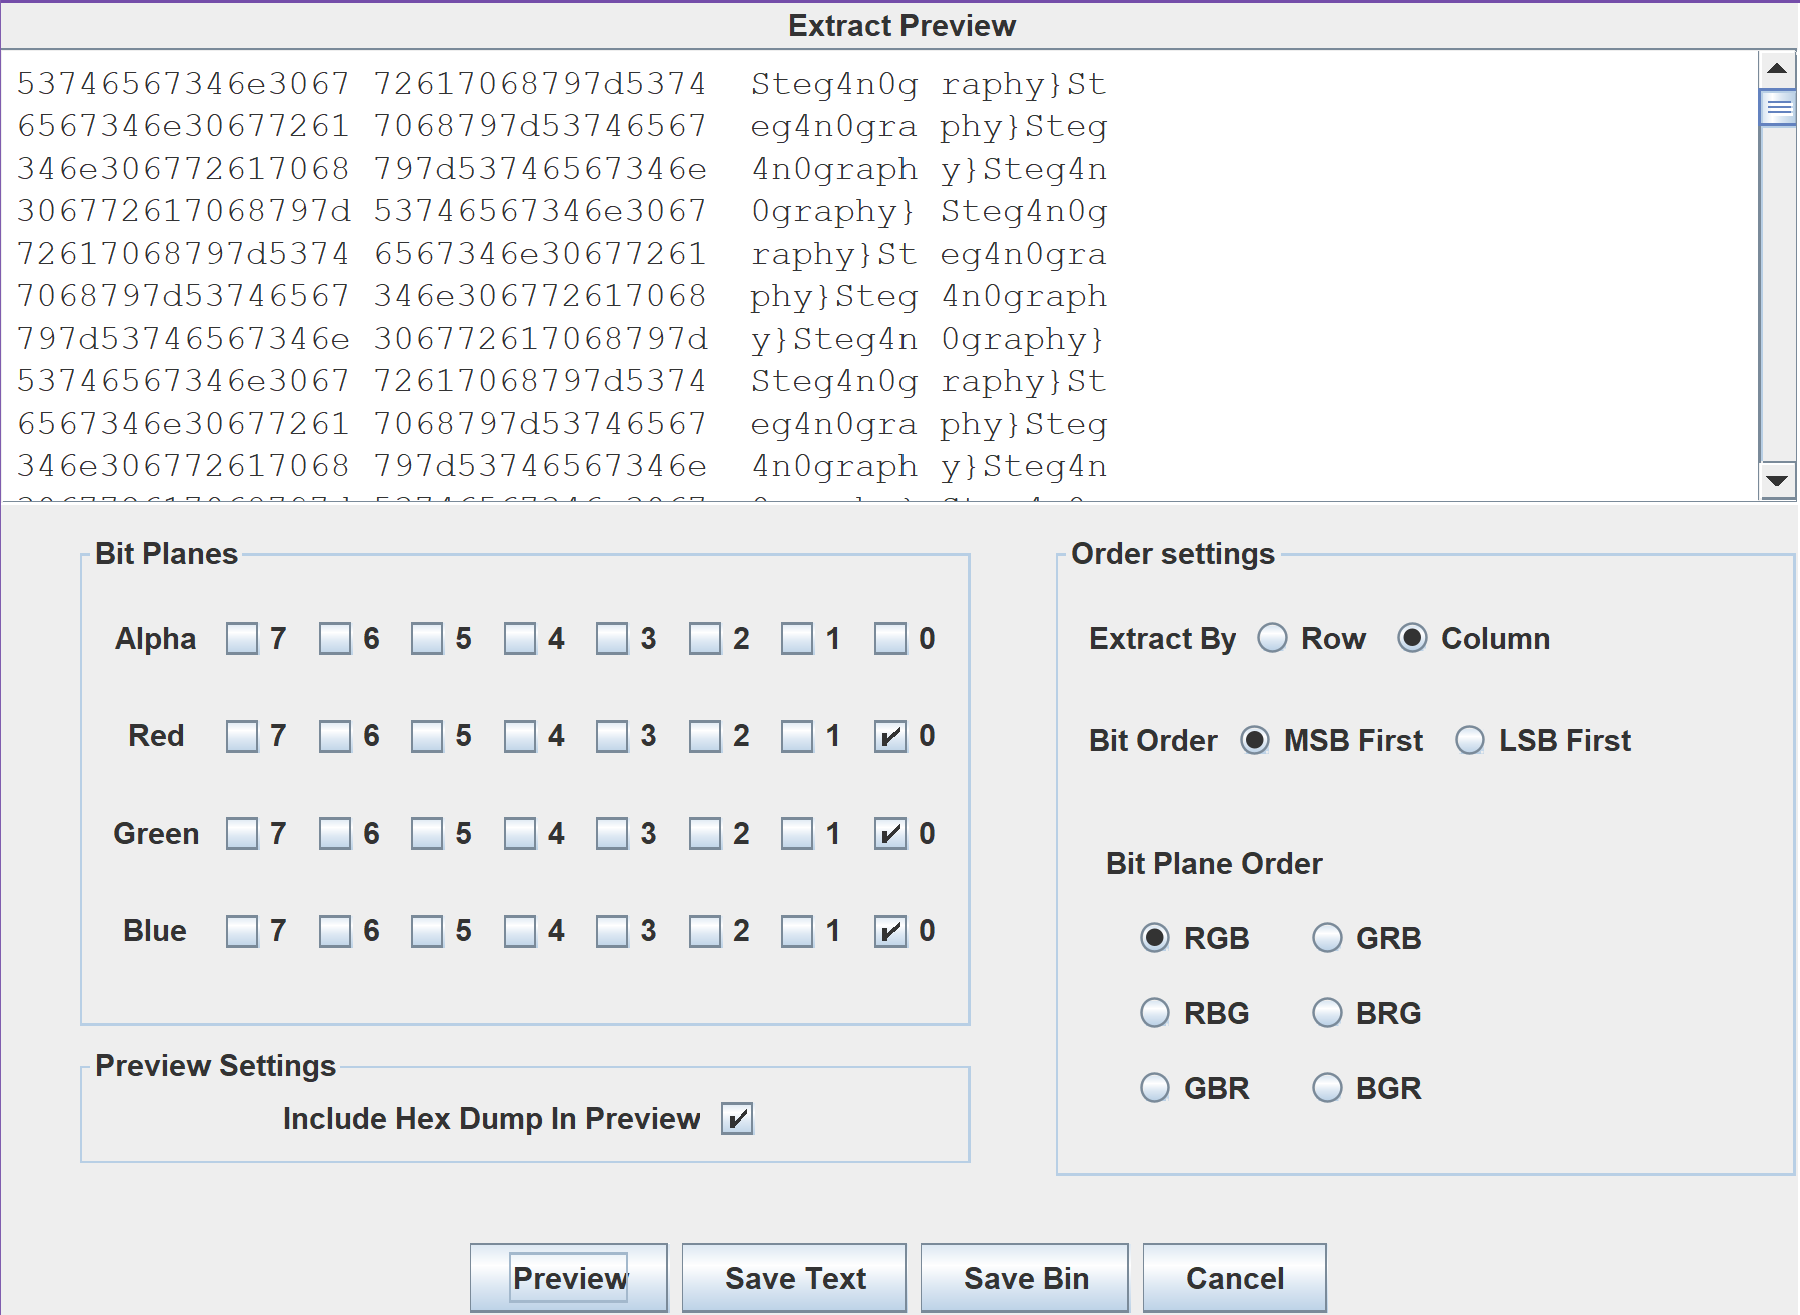 Extract Preview
53746567346e3067 72617068797d5374 Steg4n0g raphy}St
6567346e30677261 7068797d53746567 eg4n0gra phy}Steg
346e306772617068 797d53746567346e 4n0graph y}Steg4n
306772617068797d 53746567346e3067 0graphy} Steg4n0g
72617068797d5374 6567346e30677261 raphy}St eg4n0gra
7068797d53746567 346e306772617068 phy}Steg 4n0graph
797d53746567346e 306772617068797d y}Steg4n 0graphy}
53746567346e3067 72617068797d5374 Steg4n0g raphy}St
6567346e30677261 7068797d53746567 eg4n0gra phy}Steg
346e306772617068 797d53746567346e 4n0graph y}Steg4n
Bit Planes
Alpha 7 6 5 4 3 2 1 0
Red 7 6 5 4 3 2 1 0
Green 7 6 5 4 3 2 1 0
Blue 7 6 5 4 3 2 1 0
Preview Settings
Include Hex Dump In Preview
Order settings
Extract By Row Column
Bit Order MSB First LSB First
Bit Plane Order
RGB GRB
RBG BRG
GBR BGR
Preview Save Text Save Bin Cancel